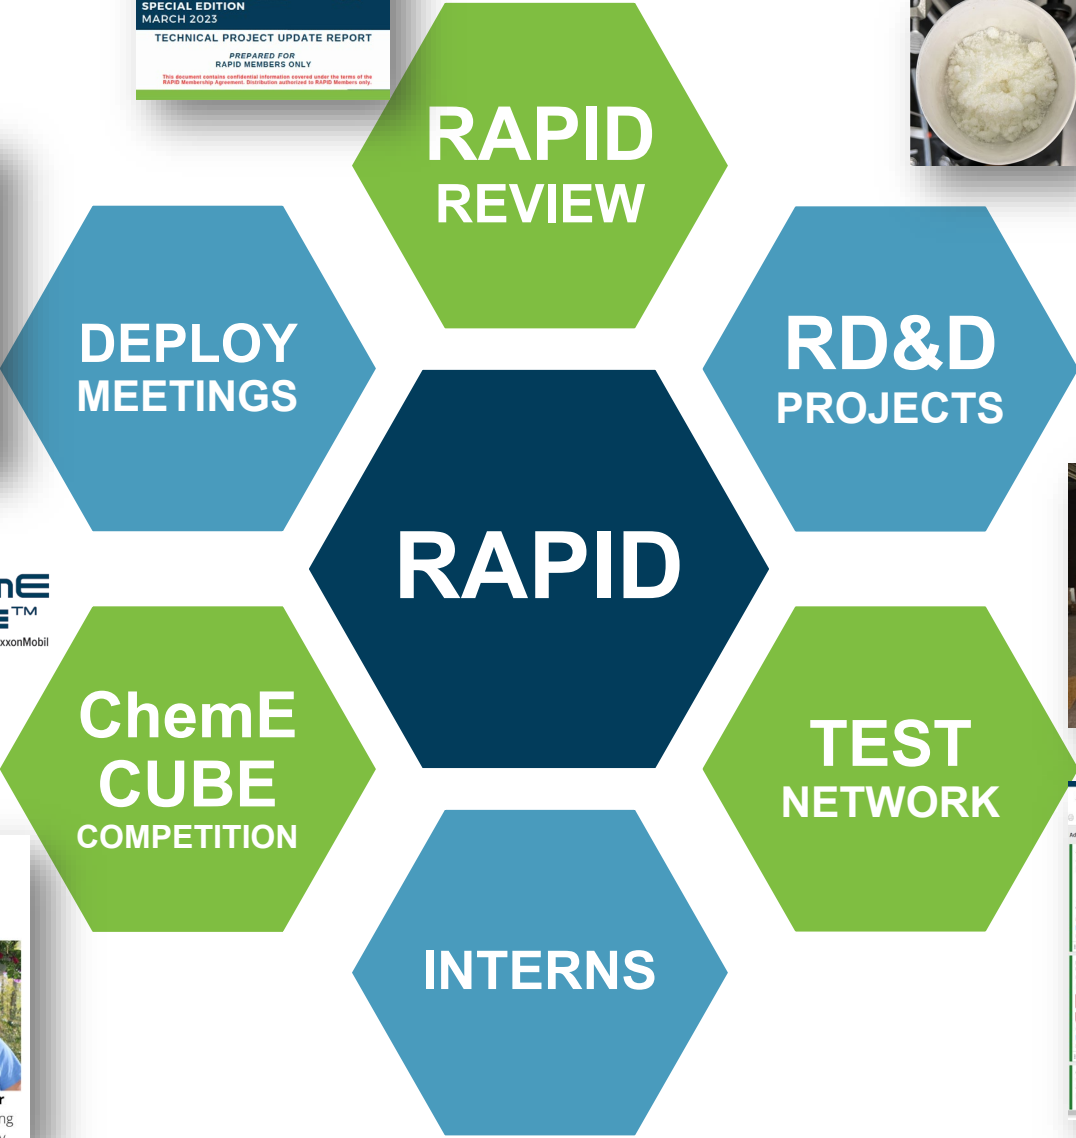 SPECIAL EDITION
MARCH 2023
TECHNICAL PROJECT UPDATE REPORT
PREPARED FOR
RAPID MEMBERS ONLY
This document contains confidential information covered under the terms of the
RAPID Membership Agreement. Distribution authorized to RAPID Members only.
RAPID
REVIEW
DEPLOY
MEETINGS
RD&D
PROJECTS
RAPID
ChemE
CUBE
COMPETITION
TEST
NETWORK
INTERNS